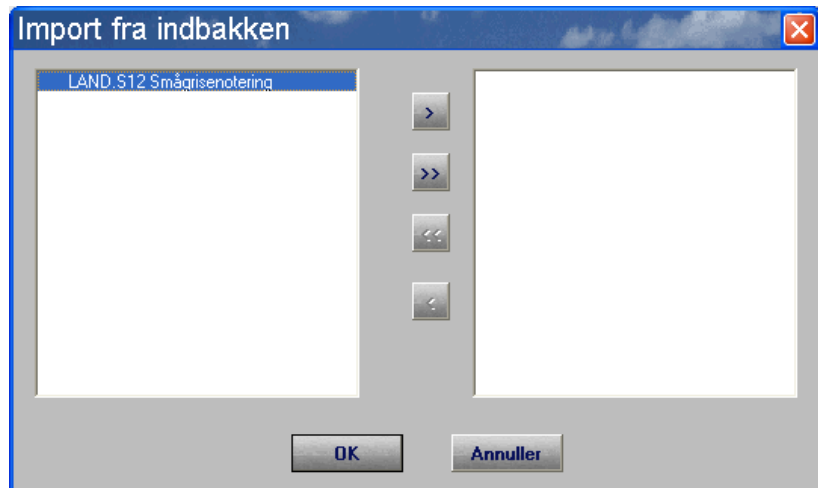 Import fra indbakken
LAND.S12 Smågrisenotering
>
>>
<<
<
OK
Annuller